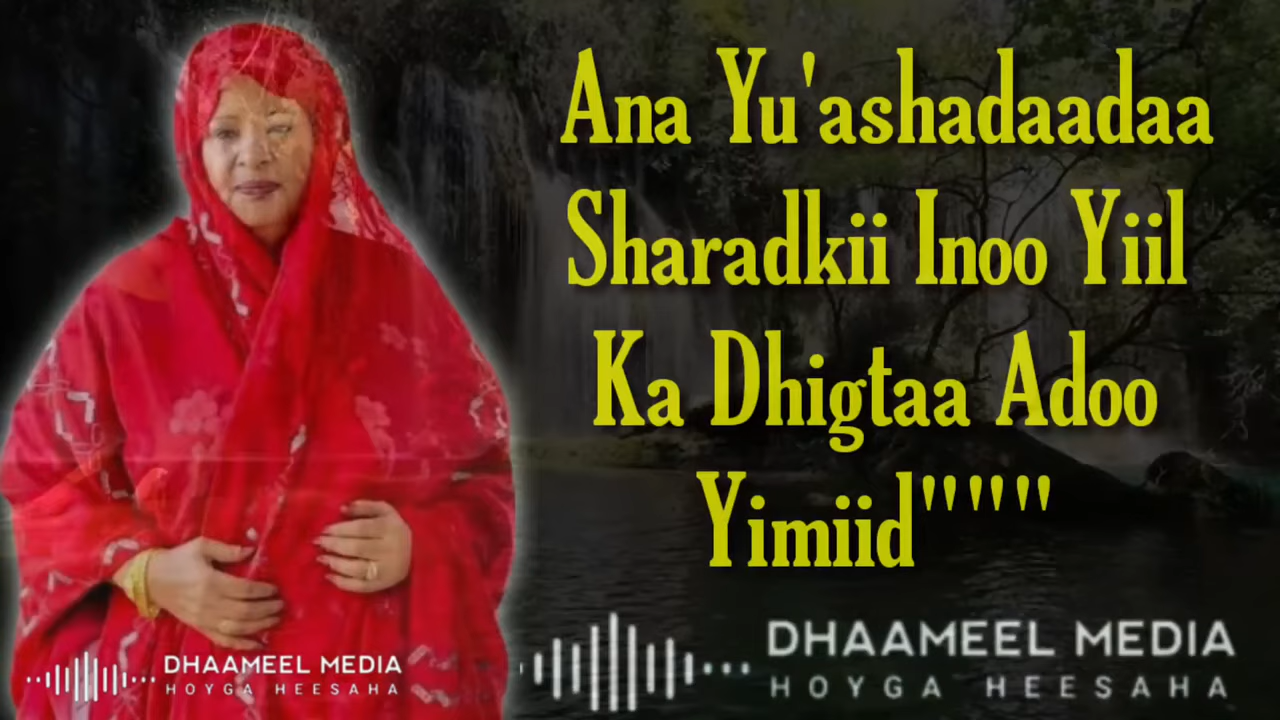 Ana Yu'ashadaadaa
Sharadkii Inoo Yiil
Ka Dhigtaa Adoo
Yimiid""""
DHAAMEEL MEDIA
HOYGA HEESAHA
DHAAMEEL MEDIA
HOYGA HEESAHA